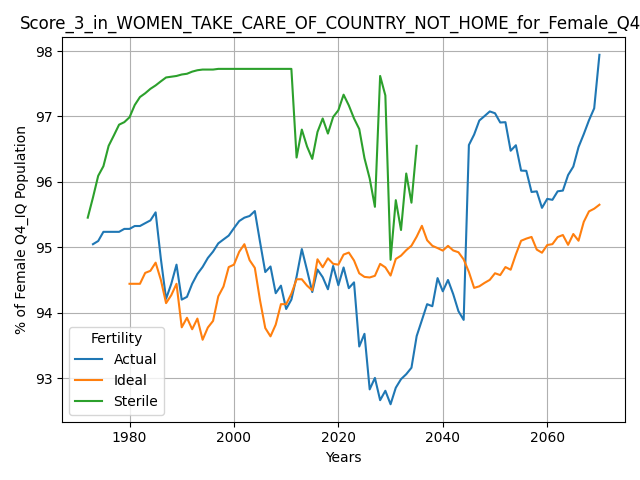 Score_3_in_WOMEN_TAKE_CARE_OF_COUNTRY_NOT_HOME_for_Female_Q4
98
97
96
95
94
93
% of Female Q4_IQ Population
Fertility
Actual
Ideal
Sterile
1980 2000 2020 2040 2060
Years